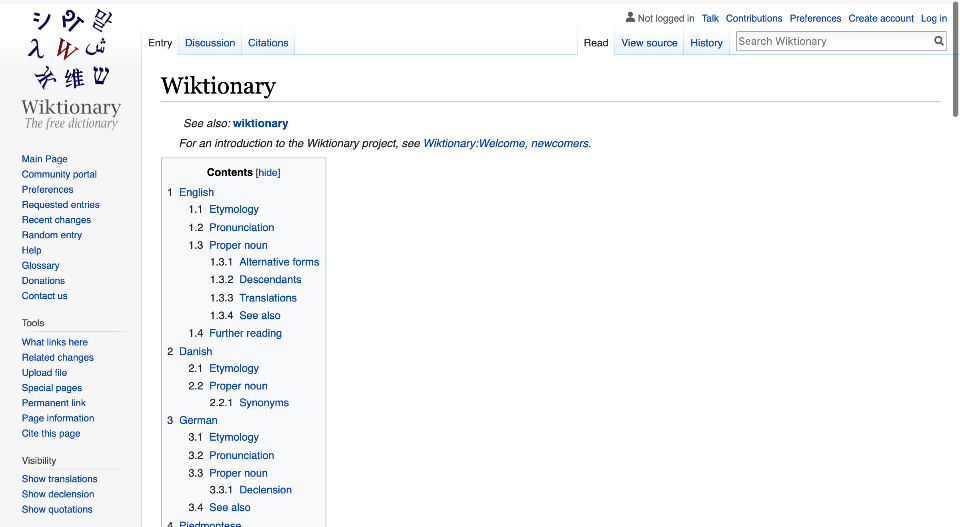 Wiktionary
The free dictionary
Not logged in Talk Contributions Preferences Create account Log in
Entry Discussion Citations Read View source History Search Wiktionary
Wiktionary
See also: wiktionary
For an introduction to the Wiktionary project, see Wiktionary:Welcome, newcomers.
Contents [hide]
1 English
1.1 Etymology
1.2 Pronunciation
1.3 Proper noun
1.3.1 Alternative forms
1.3.2 Descendants
1.3.3 Translations
1.3.4 See also
1.4 Further reading
2 Danish
2.1 Etymology
2.2 Proper noun
2.2.1 Synonyms
3 German
3.1 Etymology
3.2 Pronunciation
3.3 Proper noun
3.3.1 Declension
3.4 See also
4 Piedmontese
Main Page
Community portal
Preferences
Requested entries
Recent changes
Random entry
Help
Glossary
Donations
Contact us
Tools
What links here
Related changes
Upload file
Special pages
Permanent link
Page information
Cite this page
Visibility
Show translations
Show declension
Show quotations